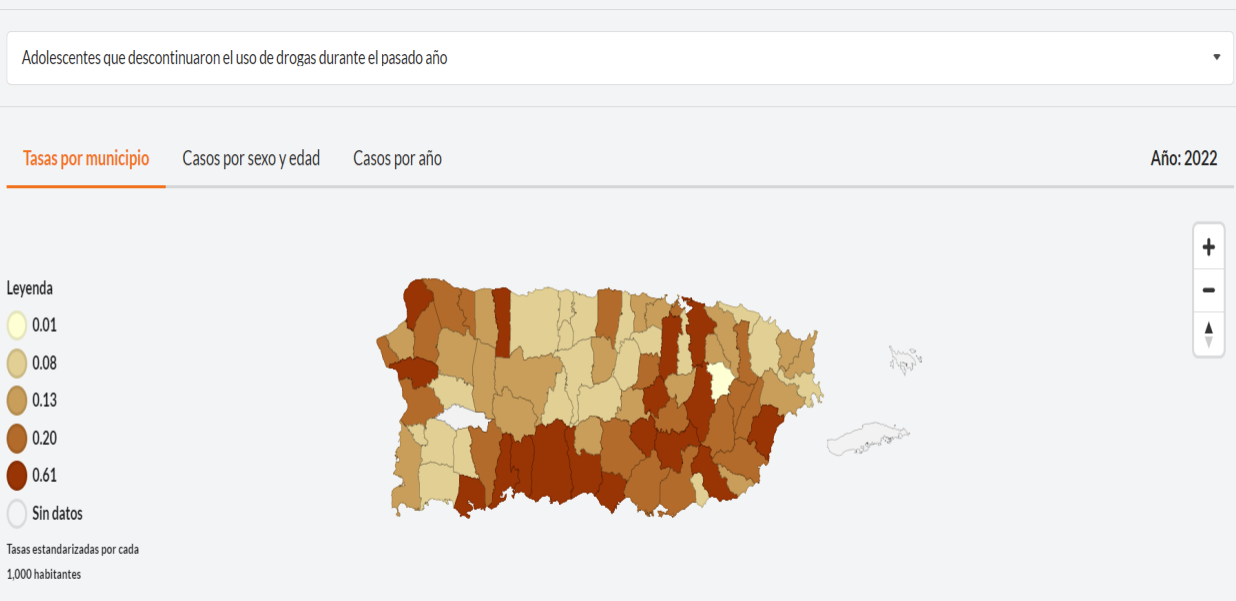 Adolescentes que descontinuaron el uso de drogas durante el pasado año
Tasas por municipio
Casos por sexo y edad
Casos por año
Año: 2022
Leyenda
0.01
0.08
0.13
0.20
0.61
Sin datos
Tasas estandarizadas por cada
1,000 habitantes